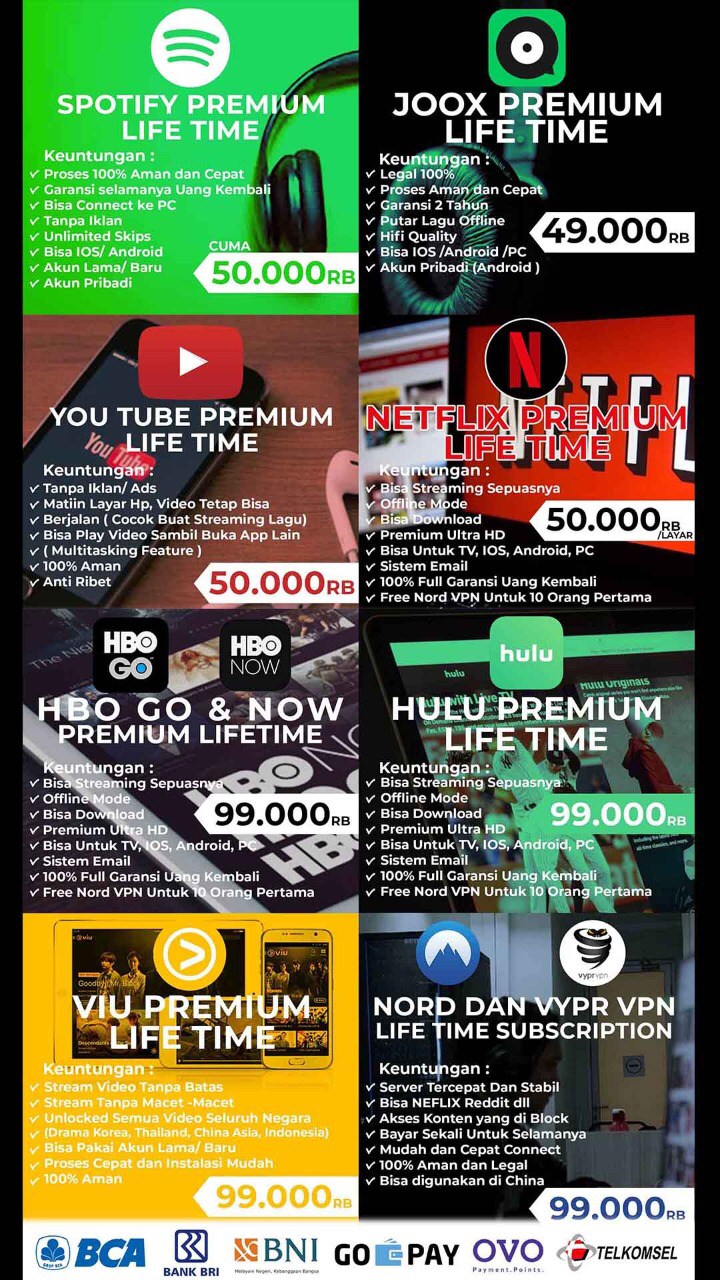 SPOTIFY PREMIUM
LIFE TIME
Keuntungan :
✓ Proses 100% Aman dan Cepat
✓ Garansi selamanya Uang Kembali
✓ Bisa Connect ke PC
✓ Tanpa Iklan
✓ Unlimited Skips
✓ Bisa IOS/ Android
✓ Akun Lama/ Baru
✓ Akun Pribadi
CUMA
50.000RB
JOOX PREMIUM
LIFE TIME
Keuntungan :
✓ Legal 100%
✓ Proses Aman dan Cepat
✓ Garansi 2 Tahun
✓ Putar Lagu Offline
✓ Hifi Quality
✓ Bisa IOS /Android /PC
✓ Akun Pribadi (Android )
49.000RB
You Tube
YOU TUBE PREMIUM
LIFE TIME
Keuntungan :
✓ Tanpa Iklan/ Ads
✓ Matiin Layar Hp, Video Tetap Bisa
✓ Berjalan ( Cocok Buat Streaming Lagu)
✓ Bisa Play Video Sambil Buka App Lain
✓ ( Multitasking Feature )
✓ 100% Aman
✓ Anti Ribet
50.000RB
N
NETFLIX PREMIUM
LIFE TIME
Keuntungan :
✓ Bisa Streaming Sepuasnya
✓ Offline Mode
✓ Bisa Download
✓ Premium Ultra HD
✓ Bisa Untuk TV, IOS, Android, PC
✓ Sistem Email
✓ 100% Full Garansi Uang Kembali
✓ Free Nord VPN Untuk 10 Orang Pertama
50.000RB
/LAYAR
HBO
GO
HBO
NOW
HBO GO & NOW
PREMIUM LIFETIME
Keuntungan :
✓ Bisa Streaming Sepuasnya
✓ Offline Mode
✓ Bisa Download
✓ Premium Ultra HD
✓ Bisa Untuk TV, IOS, Android, PC
✓ Sistem Email
✓ 100% Full Garansi Uang Kembali
✓ Free Nord VPN Untuk 10 Orang Pertama
99.000RB
hulu
hulu
HULU PREMIUM
LIFE TIME
Keuntungan :
✓ Bisa Streaming Sepuasnya
✓ Offline Mode
✓ Bisa Download
✓ Premium Ultra HD
✓ Bisa Untuk TV, IOS, Android, PC
✓ Sistem Email
✓ 100% Full Garansi Uang Kembali
✓ Free Nord VPN Untuk 10 Orang Pertama
99.000RB
VIU PREMIUM
LIFE TIME
Keuntungan :
✓ Stream Video Tanpa Batas
✓ Stream Tanpa Macet -Macet
✓ Unlocked Semua Video Seluruh Negara
✓ (Drama Korea, Thailand, China Asia, Indonesia)
✓ Bisa Pakai Akun Lama/ Baru
✓ Proses Cepat dan Instalasi Mudah
✓ 100% Aman
99.000RB
vyprvpn
NORD DAN VYPR VPN
LIFE TIME SUBSCRIPTION
Keuntungan :
✓ Server Tercepat Dan Stabil
✓ Bisa NEFLIX Reddit dll
✓ Akses Konten yang di Block
✓ Bayar Sekali Untuk Selamanya
✓ Mudah dan Cepat Connect
✓ 100% Aman dan Legal
✓ Bisa digunakan di China
99.000RB
BCA
BANK BRI
BNI
Melayani Negeri, Kebanggaan Bangsa
GO PAY
OVO
Payment.Points.
TELKOMSEL